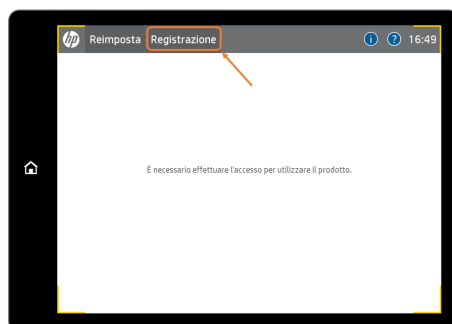 hp Reimposta Registrazione i ? 16:49
È necessario effettuare l'accesso per utilizzare il prodotto.